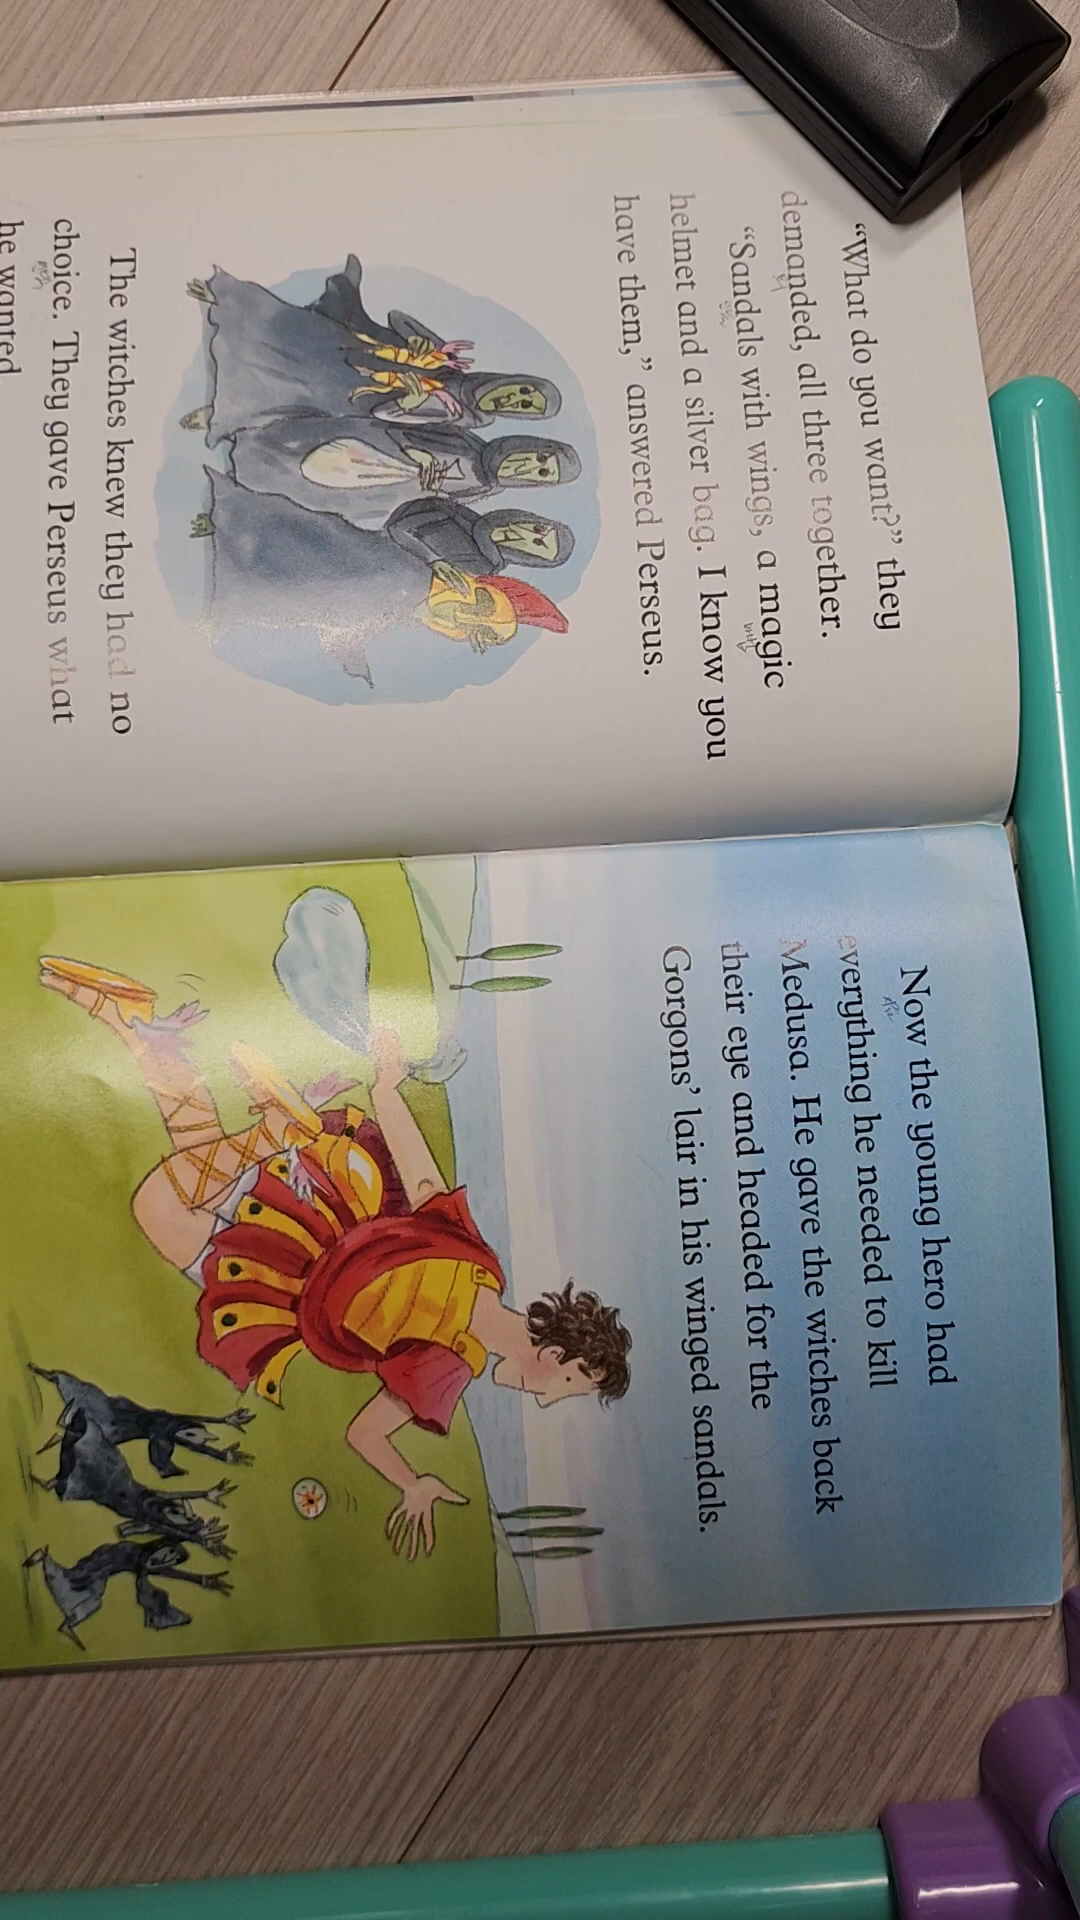 “What do you want?” they
demanded, all three together.
“Sandals with wings, a magic
helmet and a silver bag. I know you
have them,” answered Perseus.
The witches knew they had no
choice. They gave Perseus what
he wanted.
Now the young hero had
everything he needed to kill
Medusa. He gave the witches back
their eye and headed for the
Gorgons’ lair in his winged sandals.